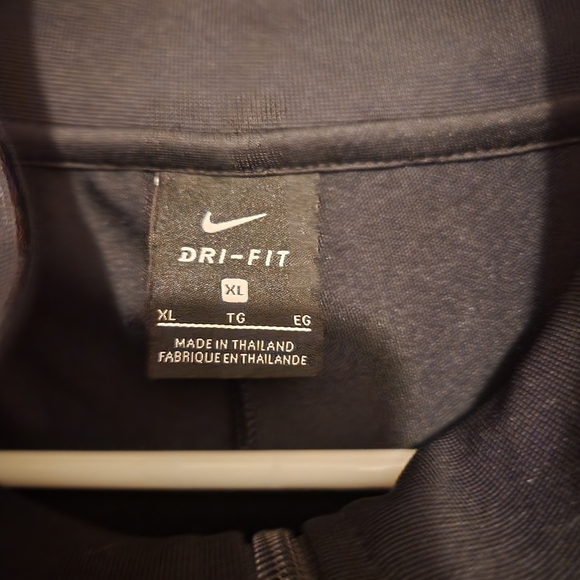 DRI-FIT
XL
XL TG EG
MADE IN THAILAND
FABRIQUE EN THAILANDE